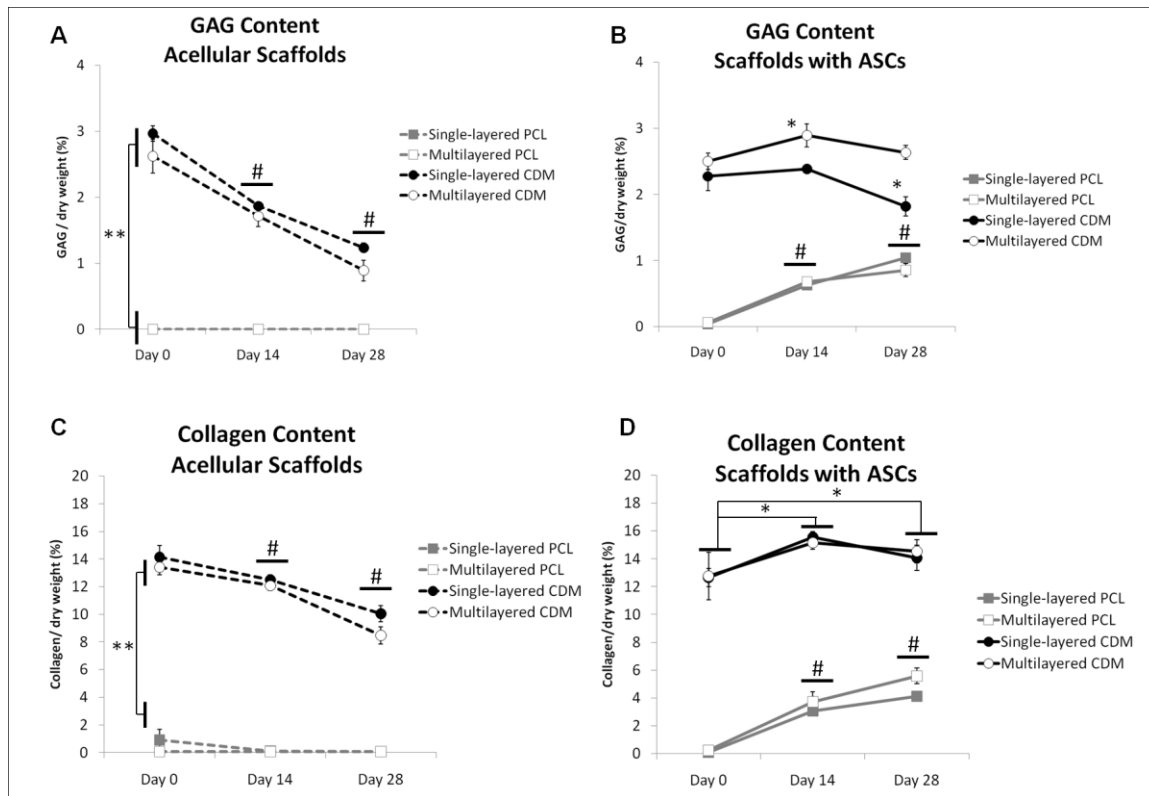 A
GAG Content
Acellular Scaffolds
GAG / dry weight (%)
4
3
2
1
0
**
#
#
Day 0
Day 14
Day 28
Single-layered PCL
Multilayered PCL
Single-layered CDM
Multilayered CDM
B
GAG Content
Scaffolds with ASCs
GAG/dry weight (%)
4
3
2
1
0
*
*
#
#
Day 0
Day 14
Day 28
Single-layered PCL
Multilayered PCL
Single-layered CDM
Multilayered CDM
C
Collagen Content
Acellular Scaffolds
Collagen/ dry weight (%)
20
18
16
14
12
10
8
6
4
2
0
**
#
#
Day 0
Day 14
Day 28
Single-layered PCL
Multilayered PCL
Single-layered CDM
Multilayered CDM
D
Collagen Content
Scaffolds with ASCs
Collagen/dry weight (%)
20
18
16
14
12
10
8
6
4
2
0
*
*
#
#
Day 0
Day 14
Day 28
Single-layered PCL
Multilayered PCL
Single-layered CDM
Multilayered CDM